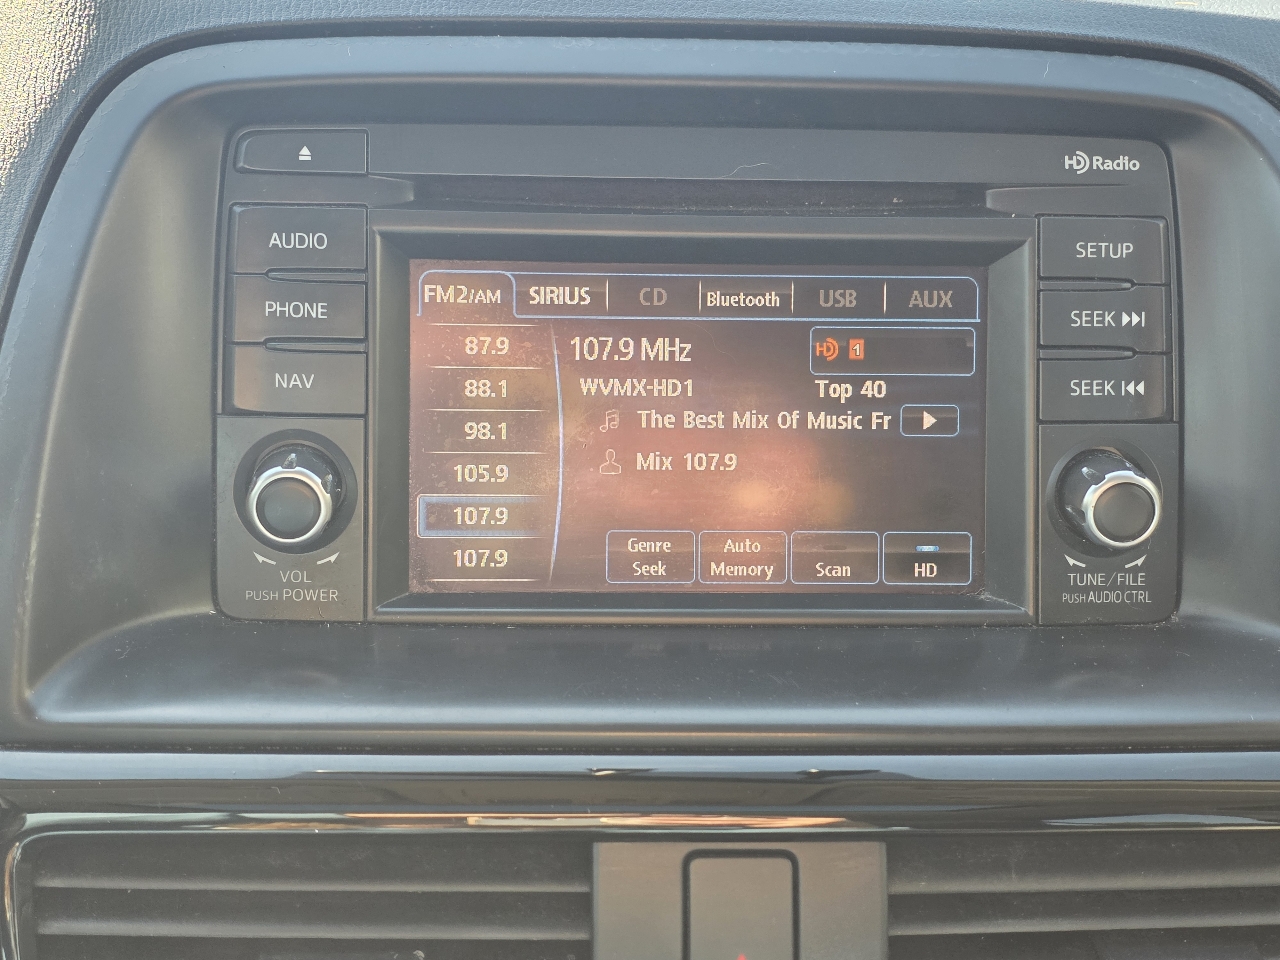 HD Radio
AUDIO
PHONE
NAV
VOL
PUSH POWER
FM2/AM SIRIUS CD Bluetooth USB AUX
87.9
88.1
98.1
105.9
107.9
107.9
107.9 MHz
HD 1
WVMX-HD1
Top 40
The Best Mix Of Music Fr
Mix 107.9
Genre Seek
Auto Memory
Scan
HD
SETUP
SEEK
SEEK
TUNE/FILE
PUSH AUDIO CTRL